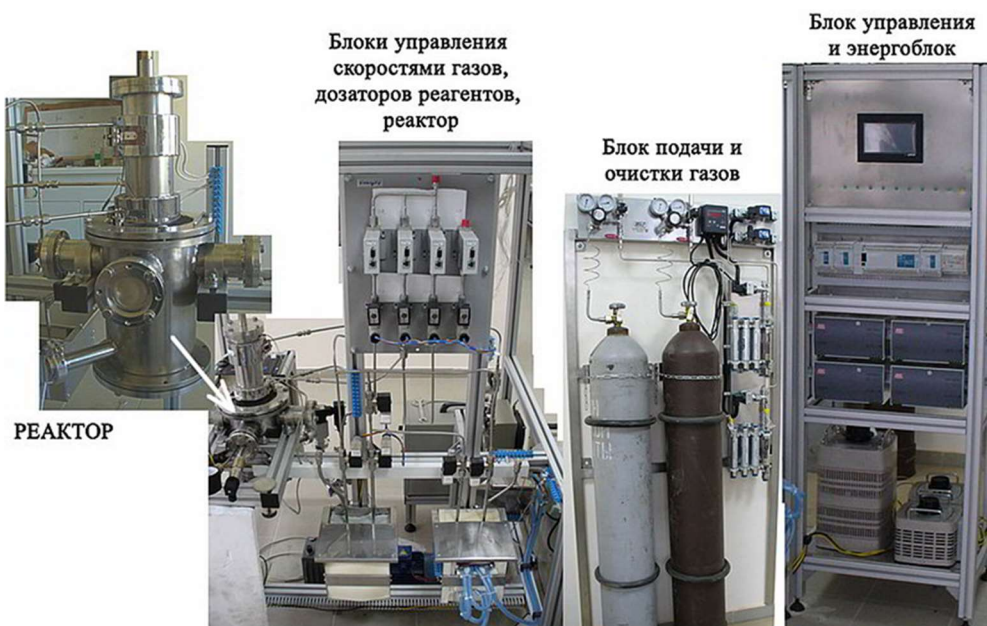 Блоки управления
скоростями газов,
дозаторов реагентов,
реактор
Блок подачи и
очистки газов
Блок управления
и энергоблок
РЕАКТОР